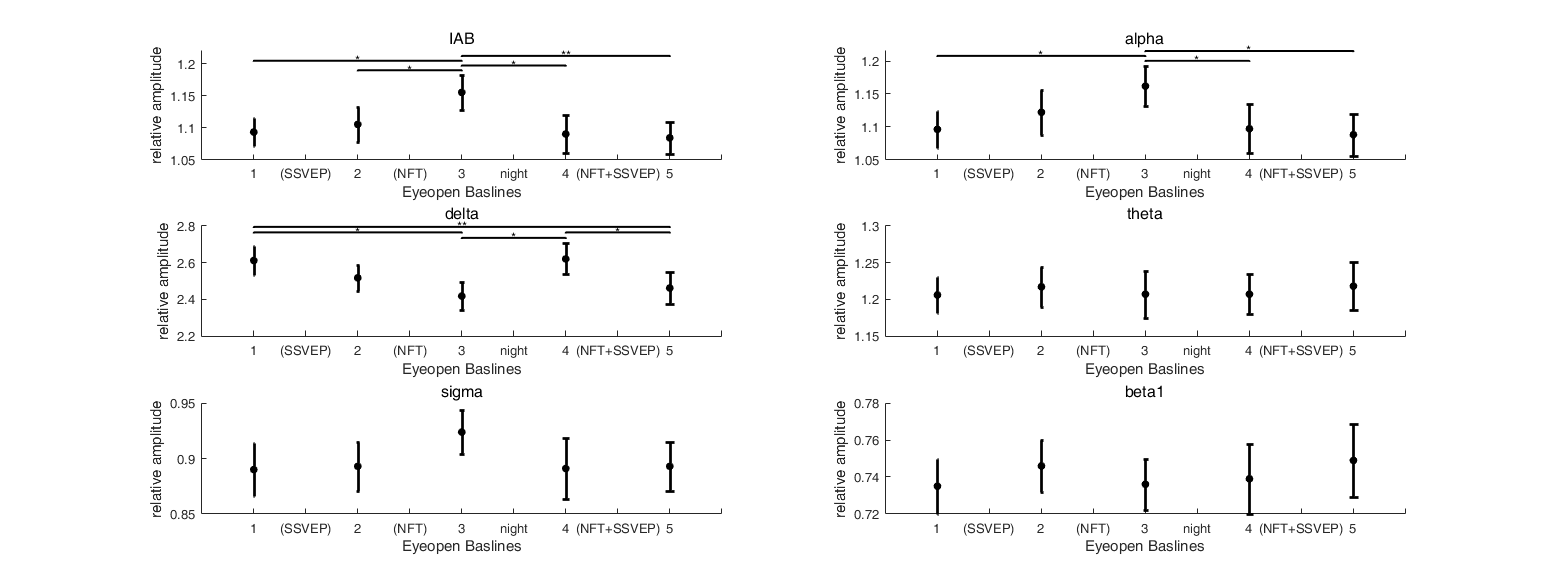 IAB
relative amplitude
1.2
1.15
1.1
1.05
* ** * *
1 (SSVEP) 2 (NFT) 3 night 4 (NFT+SSVEP) 5
Eyeopen Baslines
alpha
relative amplitude
1.2
1.15
1.1
1.05
* * *
1 (SSVEP) 2 (NFT) 3 night 4 (NFT+SSVEP) 5
Eyeopen Baslines
delta
relative amplitude
2.8
2.6
2.4
2.2
** * * *
1 (SSVEP) 2 (NFT) 3 night 4 (NFT+SSVEP) 5
Eyeopen Baslines
theta
relative amplitude
1.3
1.25
1.2
1.15
1 (SSVEP) 2 (NFT) 3 night 4 (NFT+SSVEP) 5
Eyeopen Baslines
sigma
relative amplitude
0.95
0.9
0.85
1 (SSVEP) 2 (NFT) 3 night 4 (NFT+SSVEP) 5
Eyeopen Baslines
beta1
relative amplitude
0.78
0.76
0.74
0.72
1 (SSVEP) 2 (NFT) 3 night 4 (NFT+SSVEP) 5
Eyeopen Baslines